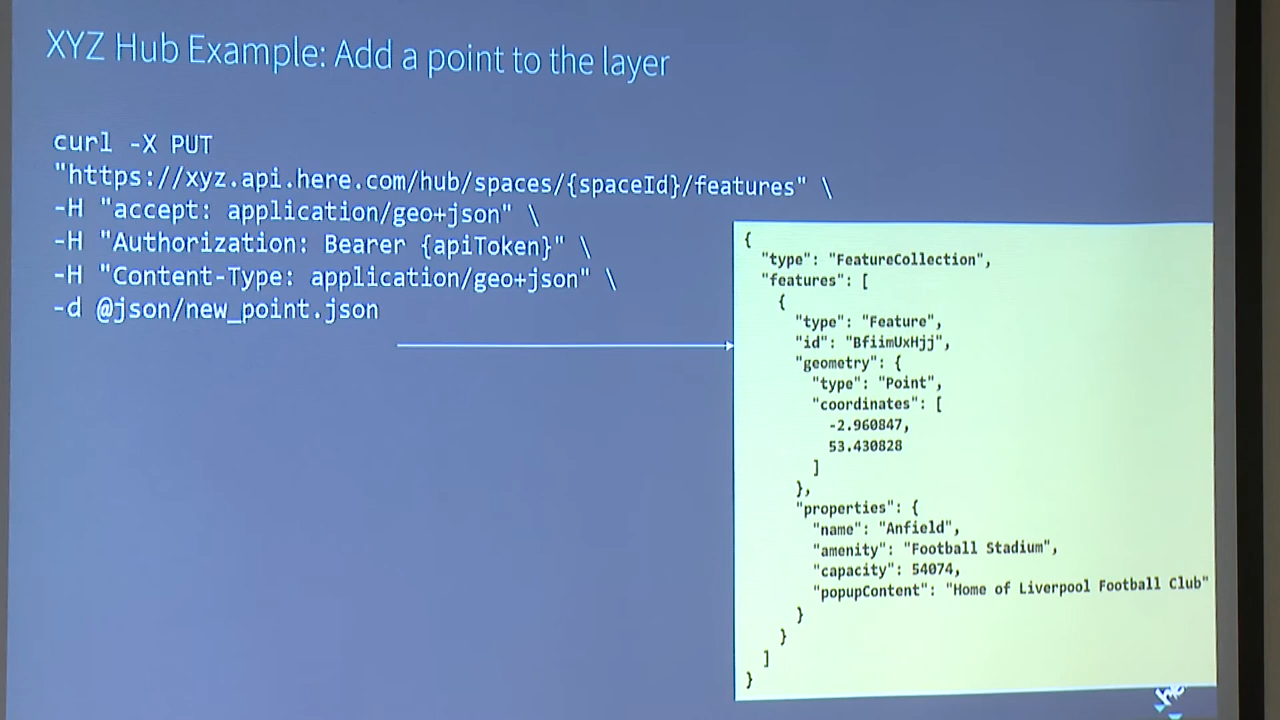 XYZ Hub Example: Add a point to the layer
curl -X PUT
"https://xyz.api.here.com/hub/spaces/{spaceId}/features" \
-H "accept: application/geo+json" \
-H "Authorization: Bearer {apiToken}" \
-H "Content-Type: application/geo+json" \
-d @json/new_point.json
{
"type": "FeatureCollection",
"features": [
{
"type": "Feature",
"id": "BfiimUxHjj",
"geometry": {
"type": "Point",
"coordinates": [
-2.960847,
53.430828
]
},
"properties": {
"name": "Anfield",
"amenity": "Football Stadium",
"capacity": 54074,
"popupContent": "Home of Liverpool Football Club"
}
}
]
}